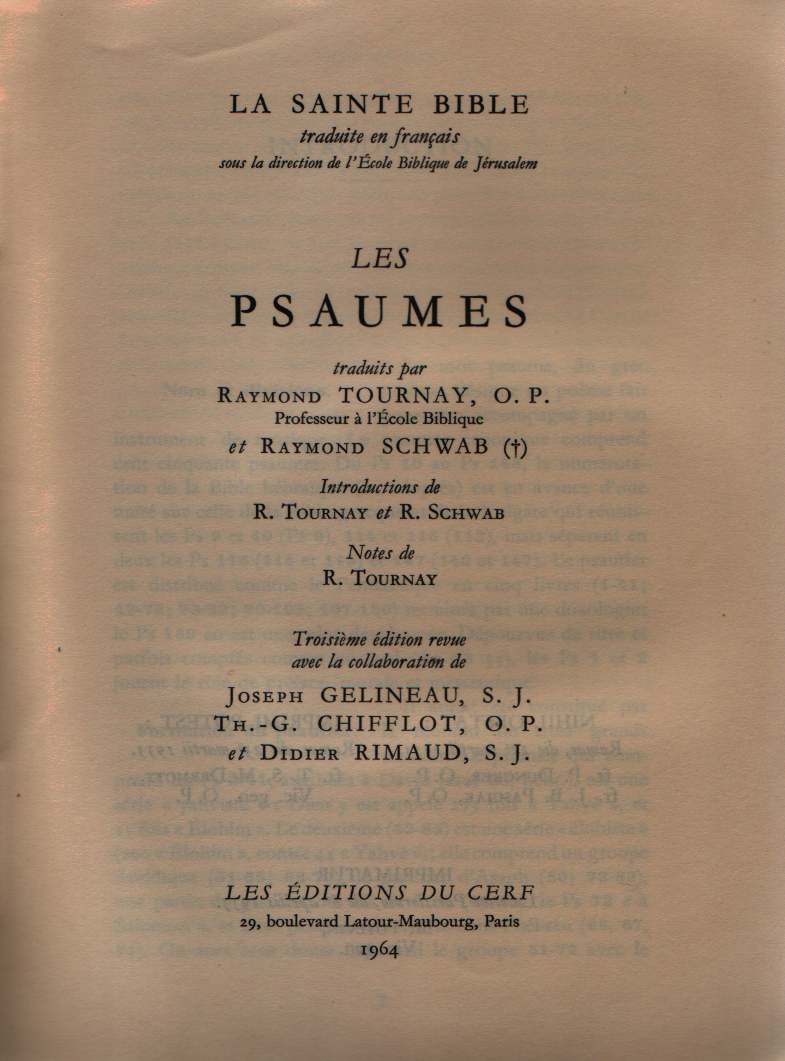 LA SAINTE BIBLE
traduite en français
sous la direction de l'École Biblique de Jérusalem
LES
PSAUMES
traduits par
RAYMOND TOURNAY, O. P.
Professeur à l'École Biblique
et RAYMOND SCHWAB (†)
Introductions de
R. TOURNAY et R. SCHWAB
Notes de
R. TOURNAY
Troisième édition revue
avec la collaboration de
JOSEPH GELINEAU, S. J.
TH.-G. CHIFFLOT, O. P.
et DIDIER RIMAUD, S. J.
LES ÉDITIONS DU CERF
29, boulevard Latour-Maubourg, Paris
1964